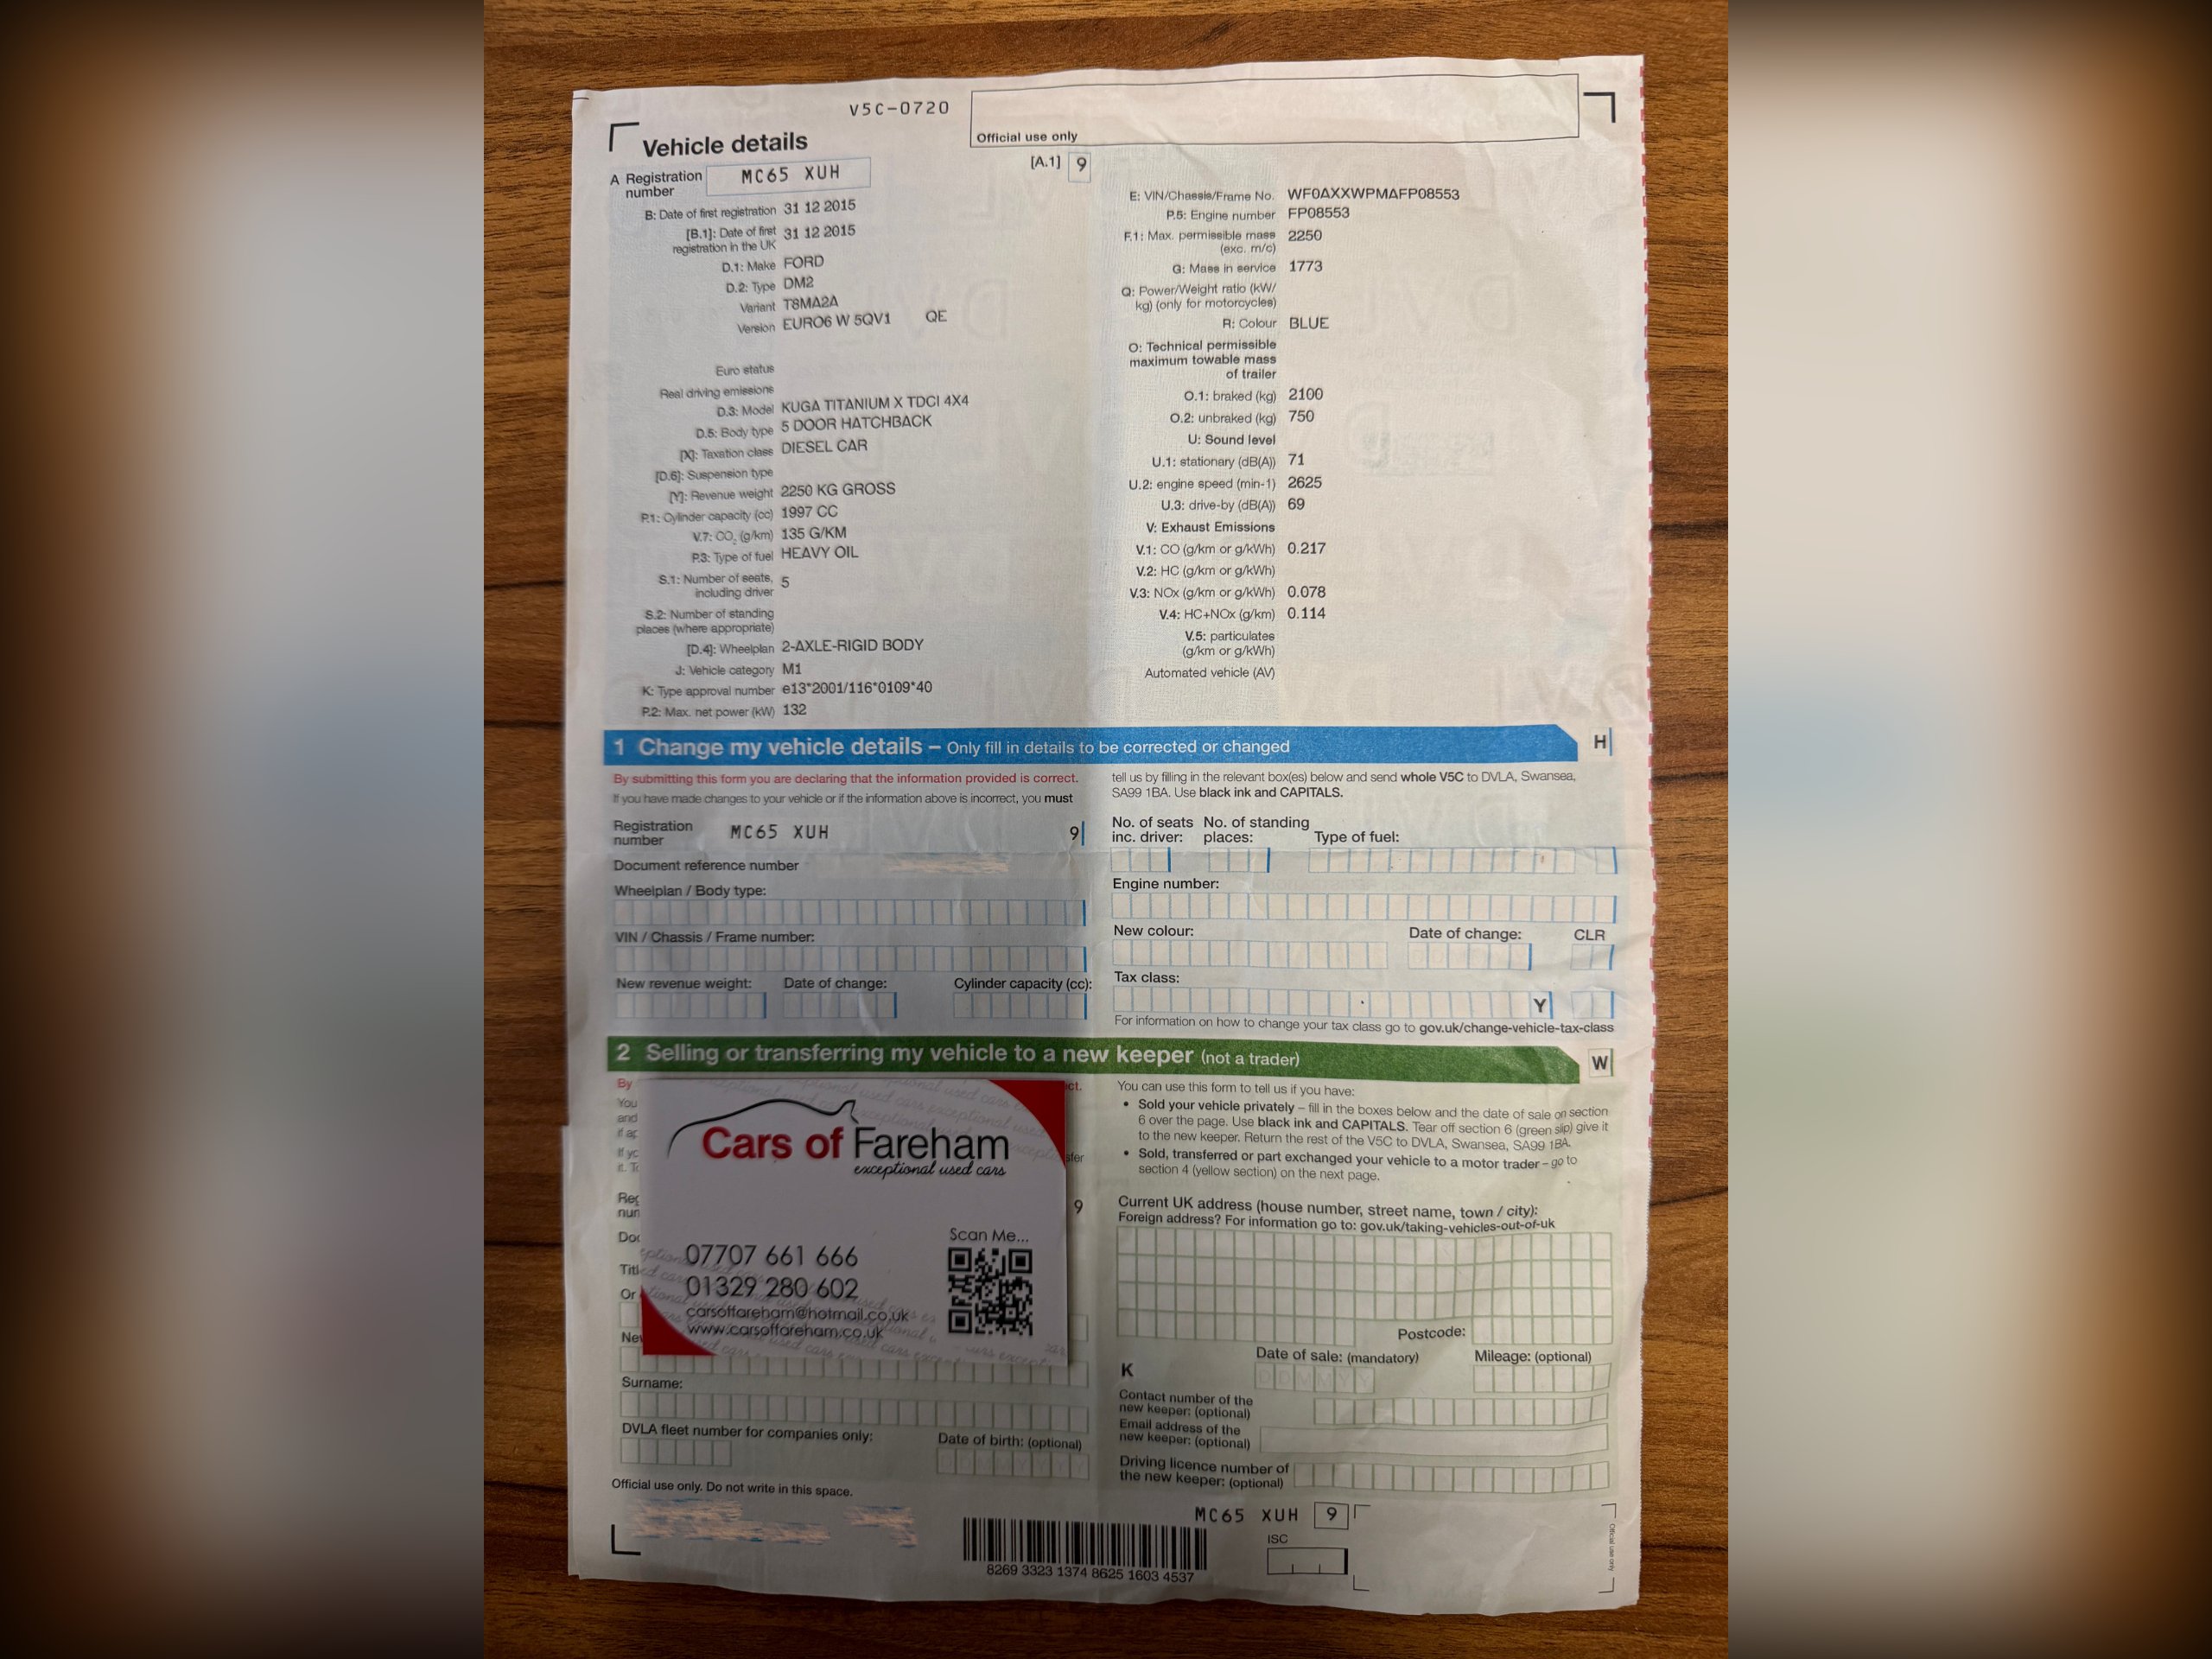 V5C-0720
Official use only
Vehicle details
[A.1] 9
A Registration number MC65 XUH
B: Date of first registration 31 12 2015
[B.1]: Date of first registration in the UK 31 12 2015
D.1: Make FORD
D.2: Type DM2
Variant T8MA2A
Version EURO6 W 5QV1 QE
Euro status
Real driving emissions
D.3: Model KUGA TITANIUM X TDCI 4X4
D.5: Body type 5 DOOR HATCHBACK
[X]: Taxation class DIESEL CAR
[D.6]: Suspension type
[Y]: Revenue weight 2250 KG GROSS
P.1: Cylinder capacity (cc) 1997 CC
V.7: CO2 (g/km) 135 G/KM
P.3: Type of fuel HEAVY OIL
S.1: Number of seats, including driver 5
S.2: Number of standing places (where appropriate)
[D.4]: Wheelplan 2-AXLE-RIGID BODY
J: Vehicle category M1
K: Type approval number e13*2001/116*0109*40
P.2: Max. net power (kW) 132
E: VIN/Chassis/Frame No. WF0AXXWPMAFP08553
P.5: Engine number FP08553
F.1: Max. permissible mass (exc. m/c) 2250
G: Mass in service 1773
Q: Power/Weight ratio (kW/
kg) (only for motorcycles)
R: Colour BLUE
O: Technical permissible
maximum towable mass
of trailer
O.1: braked (kg) 2100
O.2: unbraked (kg) 750
U: Sound level
U.1: stationary (dB(A)) 71
U.2: engine speed (min-1) 2625
U.3: drive-by (dB(A)) 69
V: Exhaust Emissions
V.1: CO (g/km or g/kWh) 0.217
V.2: HC (g/km or g/kWh)
V.3: NOx (g/km or g/kWh) 0.078
V.4: HC+NOx (g/km) 0.114
V.5: particulates
(g/km or g/kWh)
Automated vehicle (AV)
1 Change my vehicle details – Only fill in details to be corrected or changed H
By submitting this form you are declaring that the information provided is correct.
If you have made changes to your vehicle or if the information above is incorrect, you must
tell us by filling in the relevant box(es) below and send whole V5C to DVLA, Swansea,
SA99 1BA. Use black ink and CAPITALS.
Registration number MC65 XUH 9
Document reference number
Wheelplan / Body type:
VIN / Chassis / Frame number:
New revenue weight: Date of change: Cylinder capacity (cc):
No. of seats inc. driver: No. of standing places: Type of fuel:
Engine number:
New colour: Date of change: CLR
Tax class:
Y
For information on how to change your tax class go to gov.uk/change-vehicle-tax-class
2 Selling or transferring my vehicle to a new keeper (not a trader) W
By
You
and
Cars of Fareham
exceptional used cars
Scan Me...
07707 661 666
01329 280 602
carsoffareham@hotmail.co.uk
www.carsoffareham.co.uk
9
Or
Surname:
DVLA fleet number for companies only: Date of birth: (optional)
Official use only. Do not write in this space.
You can use this form to tell us if you have:
• Sold your vehicle privately – fill in the boxes below and the date of sale on section
6 over the page. Use black ink and CAPITALS. Tear off section 6 (green slip) give it
to the new keeper. Return the rest of the V5C to DVLA, Swansea, SA99 1BA.
• Sold, transferred or part exchanged your vehicle to a motor trader – go to
section 4 (yellow section) on the next page.
Current UK address (house number, street name, town / city):
Foreign address? For information go to: gov.uk/taking-vehicles-out-of-uk
Postcode:
K
Date of sale: (mandatory) Mileage: (optional)
Contact number of the
new keeper: (optional)
Email address of the
new keeper: (optional)
Driving licence number of
the new keeper: (optional)
MC65 XUH 9
ISC
8269 3323 1374 8625 1603 4537
Official use only